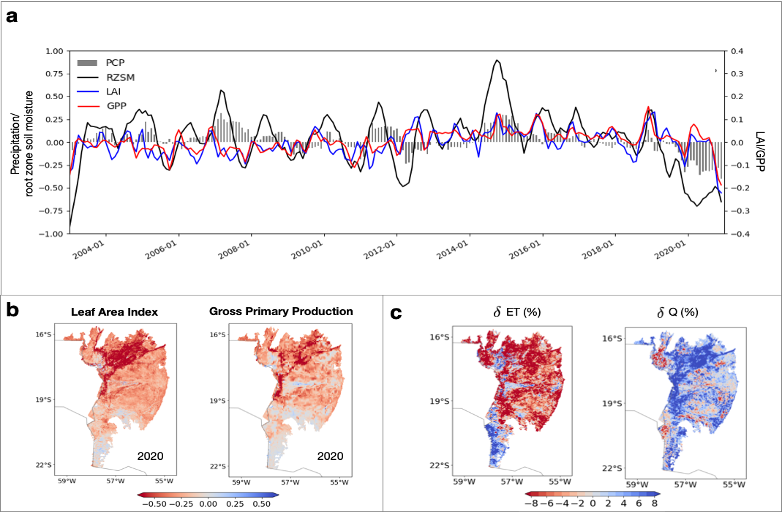 a
1.00
0.75
0.50
0.25
0.00
−0.25
−0.50
−0.75
−1.00
Precipitation/
root zone soil moisture
PCP
RZSM
LAI
GPP
0.4
0.3
0.2
0.1
0.0
−0.1
−0.2
−0.3
−0.4
LAI/GPP
2004-01
2006-01
2008-01
2010-01
2012-01
2014-01
2016-01
2018-01
2020-01
b
Leaf Area Index
Gross Primary Production
16°S
19°S
22°S
59°W
57°W
55°W
2020
16°S
19°S
22°S
59°W
57°W
55°W
2020
−0.50 −0.25 0.00 0.25 0.50
c
δ ET (%)
δ Q (%)
16°S
19°S
22°S
59°W
57°W
55°W
16°S
19°S
22°S
59°W
57°W
55°W
−8 −6 −4 −2 0 2 4 6 8